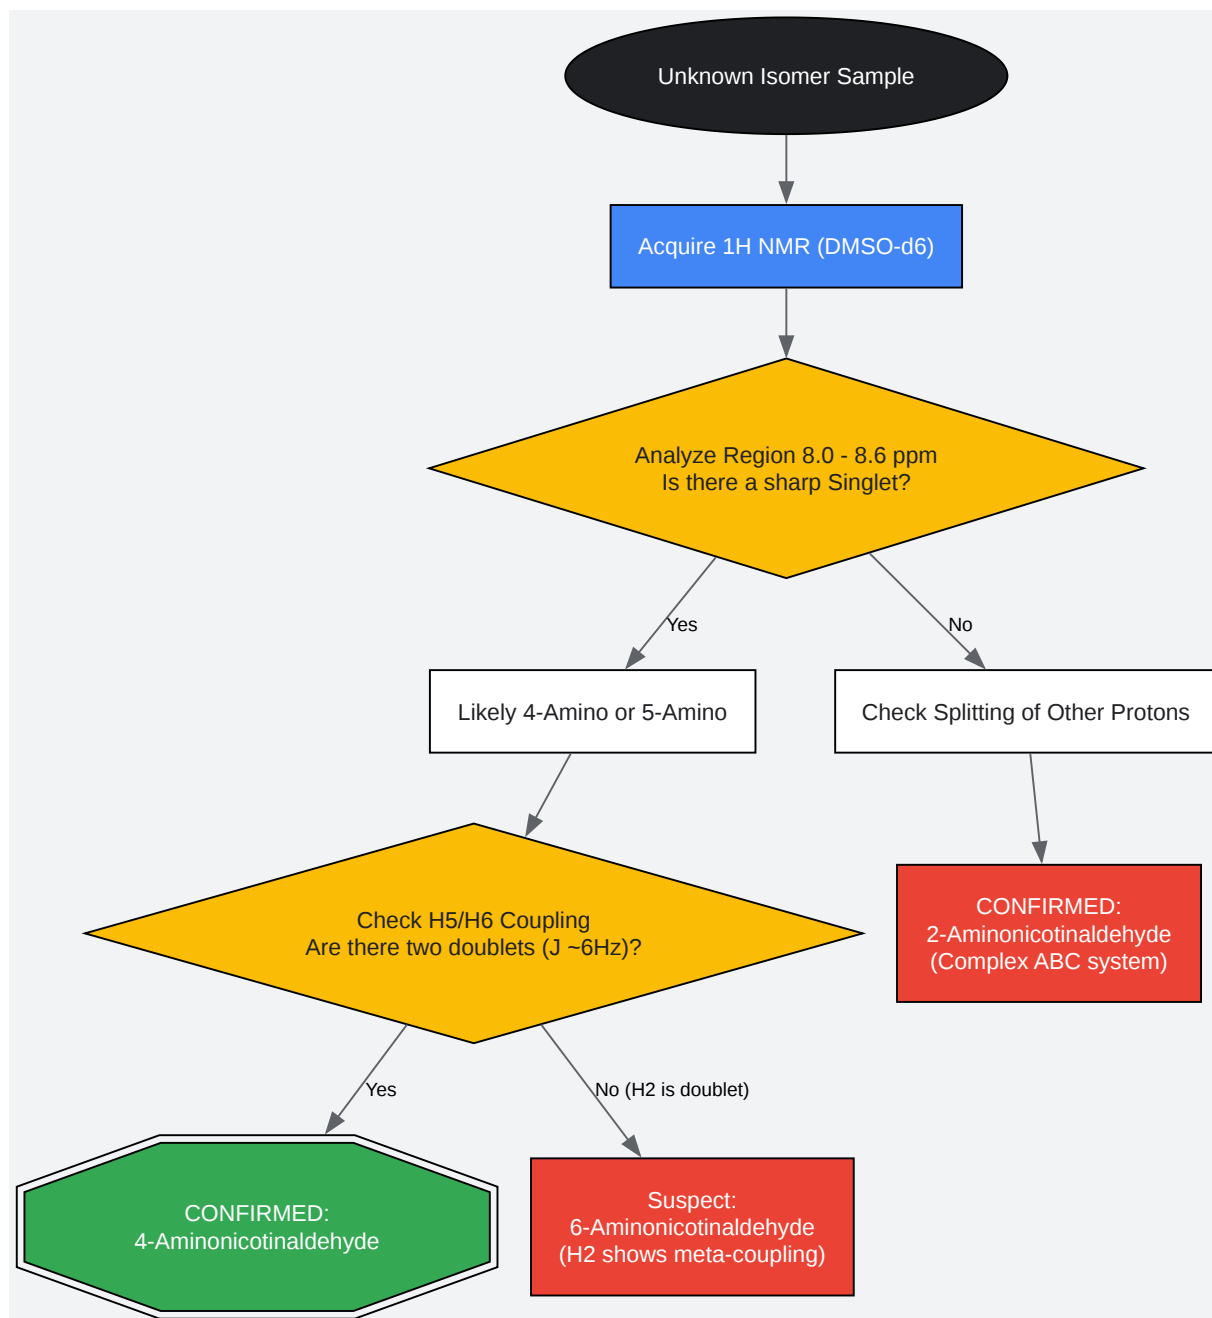 Unknown Isomer Sample
Acquire 1H NMR (DMSO-d6)
Analyze Region 8.0 - 8.6 ppm
Is there a sharp Singlet?
Yes
No
Likely 4-Amino or 5-Amino
Check Splitting of Other Protons
Check H5/H6 Coupling
Are there two doublets (J ~6Hz)?
CONFIRMED:
2-Aminonicotinaldehyde
(Complex ABC system)
Yes
No (H2 is doublet)
CONFIRMED:
4-Aminonicotinaldehyde
Suspect:
6-Aminonicotinaldehyde
(H2 shows meta-coupling)